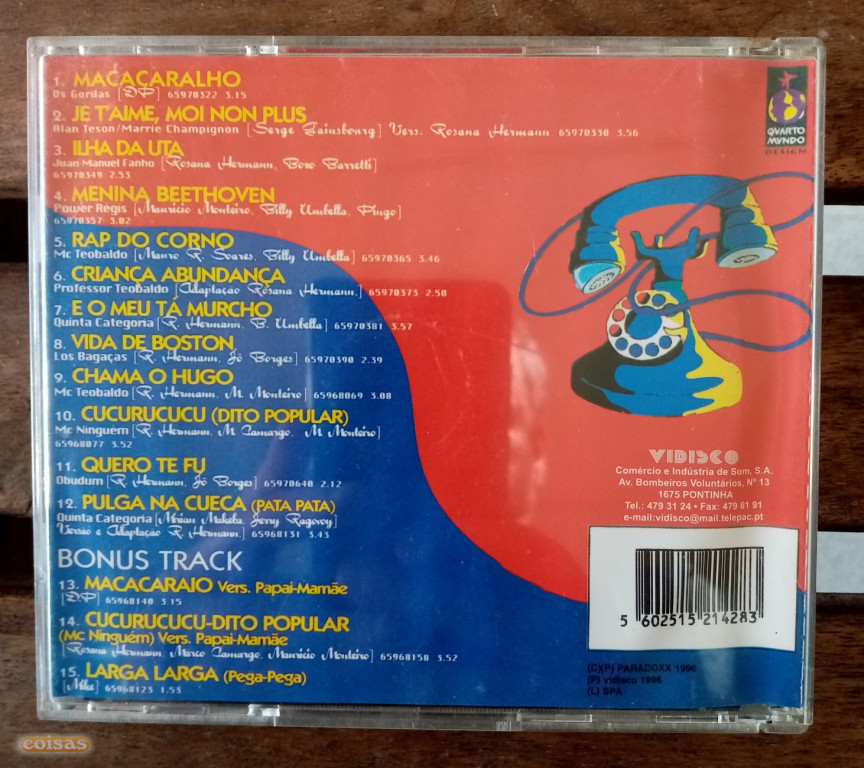 1. MACACARALHO
Os Gorilas [DP] 65970322 3.15
2. JE T'AIME, MOI NON PLUS
Alan Teson/Marrie Champignon [Serge Gainsbourg] Vers. Rosana Hermann 65970330 3.56
3. ILHA DA UTA
Juan Manuel Fanho [Rosana Hermann, Bozo Barretti]
65970349 2.53
4. MENINA BEETHOVEN
Power Régis [Maurício Monteiro, Billy Umbella, Pingo]
65970357 3.02
5. RAP DO CORNO
Mc Teobaldo [Mauro R. Soares, Billy Umbella] 65970365 3.46
6. CRIANÇA ABUNDANÇA
Professor Teobaldo [Adaptaçao Rosana Hermann,] 65970373 2.50
7. E O MEU TÁ MURCHO
Quinta Categoria [R. Hermann, B. Umbella] 65970381 3.57
8. VIDA DE BOSTON
Los Bagaças [R. Hermann, Jô Borges] 65970390 2.39
9. CHAMA O HUGO
Mc Teobaldo [R. Hermann, M. Monteiro] 65968069 3.08
10. CUCURUCUCU (DITO POPULAR)
Mc Ninguém [R. Hermann, M. Camargo, M. Monteiro]
65968077 3.52
11. QUERO TE FU
Obudum [R. Hermann, Jô Borges] 65970640 2.12
12. PULGA NA CUECA (PATA PATA)
Quinta Categoria [Mirian Makeba, Jerry Ragovoy]
Versão e Adaptação R. Hermann] 65968131 3.43
BONUS TRACK
13. MACACARAIO Vers. Papai-Mamãe
[DP] 65968140 3.15
14. CUCURUCUCU-DITO POPULAR
(Mc Ninguém) Vers. Papai-Mamãe
[Rosana Hermann, Marco Camargo, Maurício Monteiro] 65968158 3.52
15. LARGA LARGA (Pega-Pega)
[Mike] 65968123 1.53
QVARTO
MVNDO
DESIGN
VIDISCO
Comércio e Indústria de Som, S.A.
Av. Bombeiros Voluntários, Nº 13
1675 PONTINHA
Tel.: 479 31 24 • Fax: 479 61 91
e-mail:vidisco@mail.telepac.pt
5 602515 214283
(C)(P) PARADOXX 1996
(P) vidisco 1996
(L) SPA
coisas